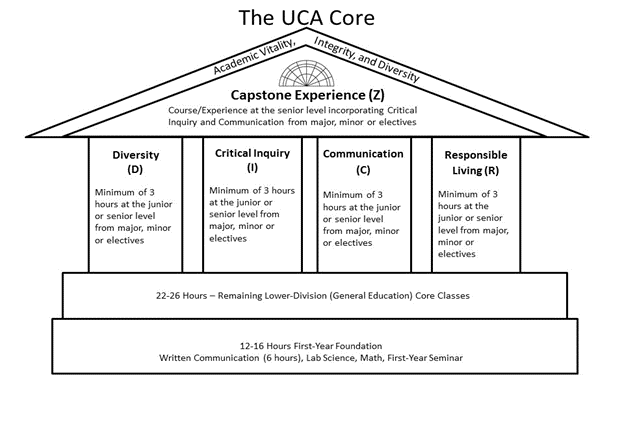 The UCA Core
Academic Vitality, Integrity, and Diversity
Capstone Experience (Z)
Course/Experience at the senior level incorporating Critical
Inquiry and Communication from major, minor or electives
Diversity
(D)
Minimum of 3
hours at the junior
or senior level
from major, minor
or electives
Critical Inquiry
(I)
Minimum of 3 hours
at the junior or
senior level from
major, minor or
electives
Communication
(C)
Minimum of 3
hours at the junior
or senior level
from major, minor
or electives
Responsible
Living (R)
Minimum of 3
hours at the
junior or senior
level from major,
minor or
electives
22-26 Hours – Remaining Lower-Division (General Education) Core Classes
12-16 Hours First-Year Foundation
Written Communication (6 hours), Lab Science, Math, First-Year Seminar